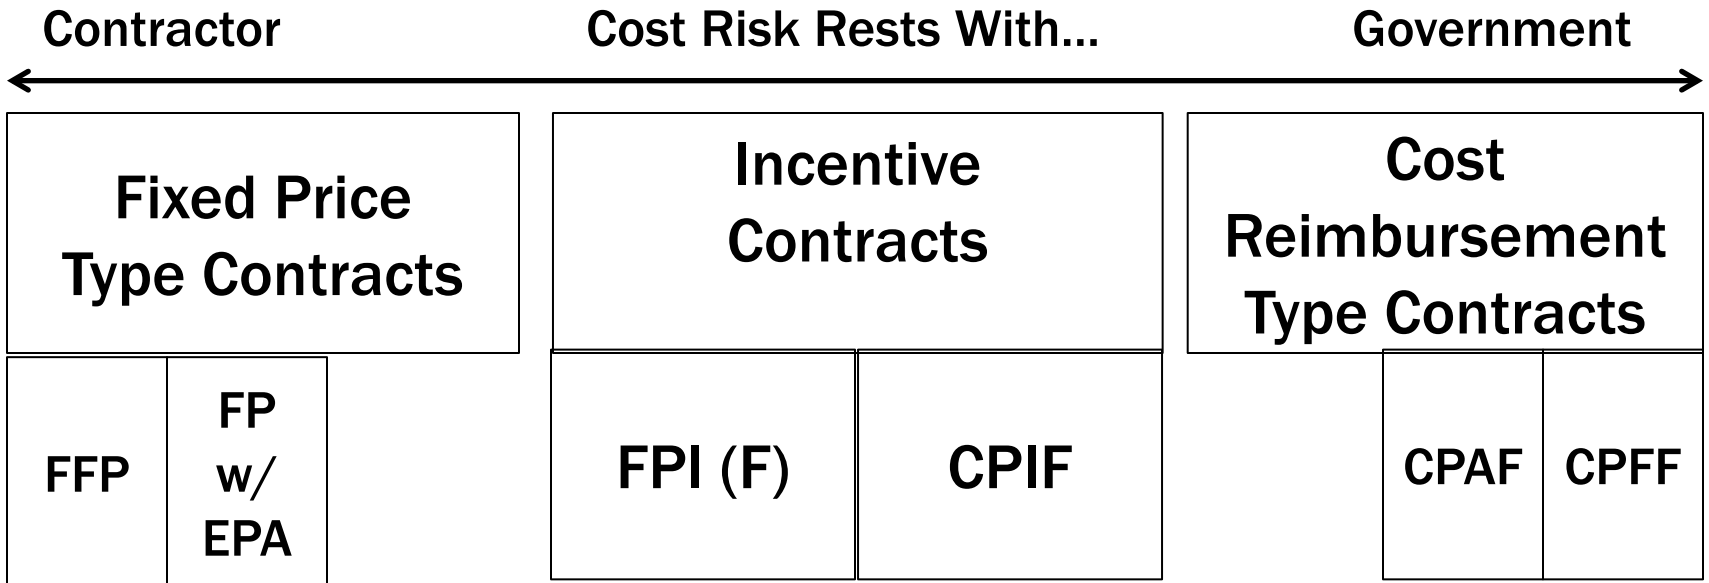 Contractor
Cost Risk Rests With...
Government
Fixed Price
Type Contracts
Incentive
Contracts
Cost
Reimbursement
Type Contracts
FFP
FP
w/
EPA
FPI (F)
CPIF
CPAF
CPFF